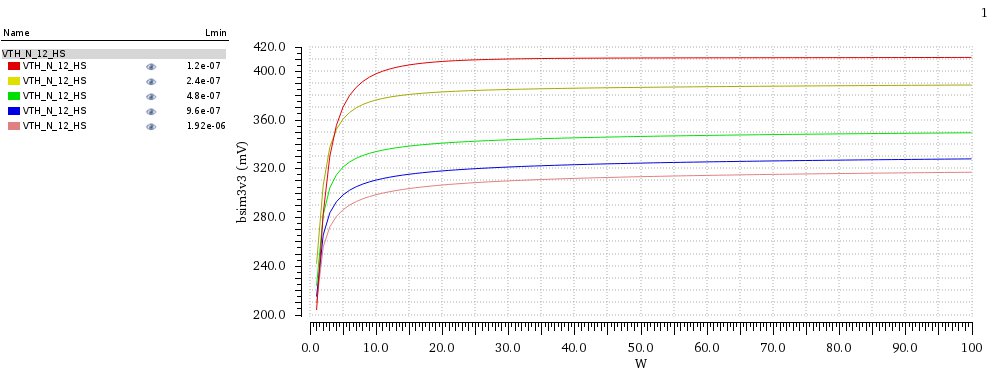 1
Name Lmin
VTH_N_12_HS
VTH_N_12_HS 1.2e-07
VTH_N_12_HS 2.4e-07
VTH_N_12_HS 4.8e-07
VTH_N_12_HS 9.6e-07
VTH_N_12_HS 1.92e-06
bsim3v3 (mV)
420.0
400.0
360.0
320.0
280.0
240.0
200.0
0.0 10.0 20.0 30.0 40.0 50.0 60.0 70.0 80.0 90.0 100
W